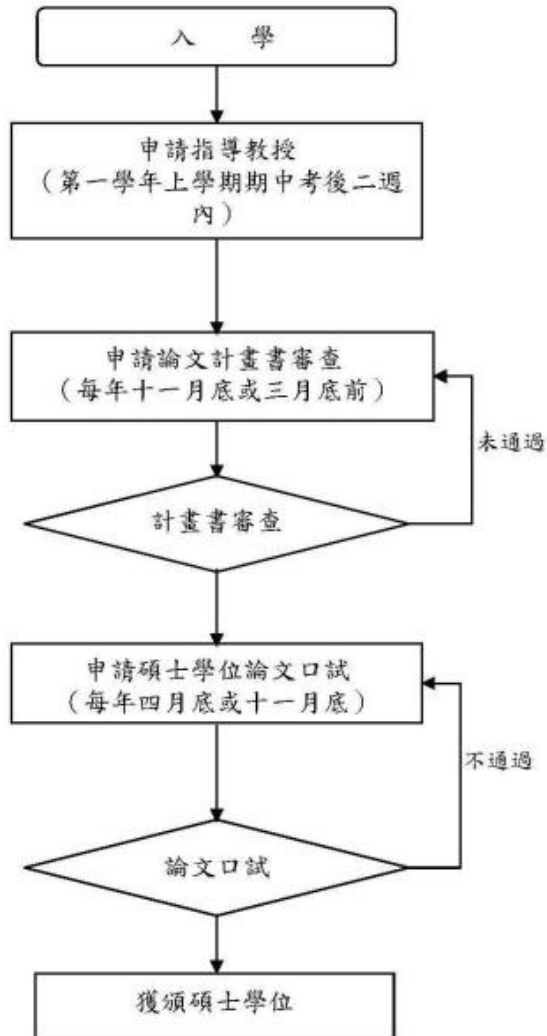 入 學
申請指導教授
（第一學年上學期期中考後二週
內）
申請論文計畫書審查
（每年十一月底或三月底前）
未通過
計畫書審查
申請碩士學位論文口試
（每年四月底或十一月底）
不通過
論文口試
獲頒碩士學位